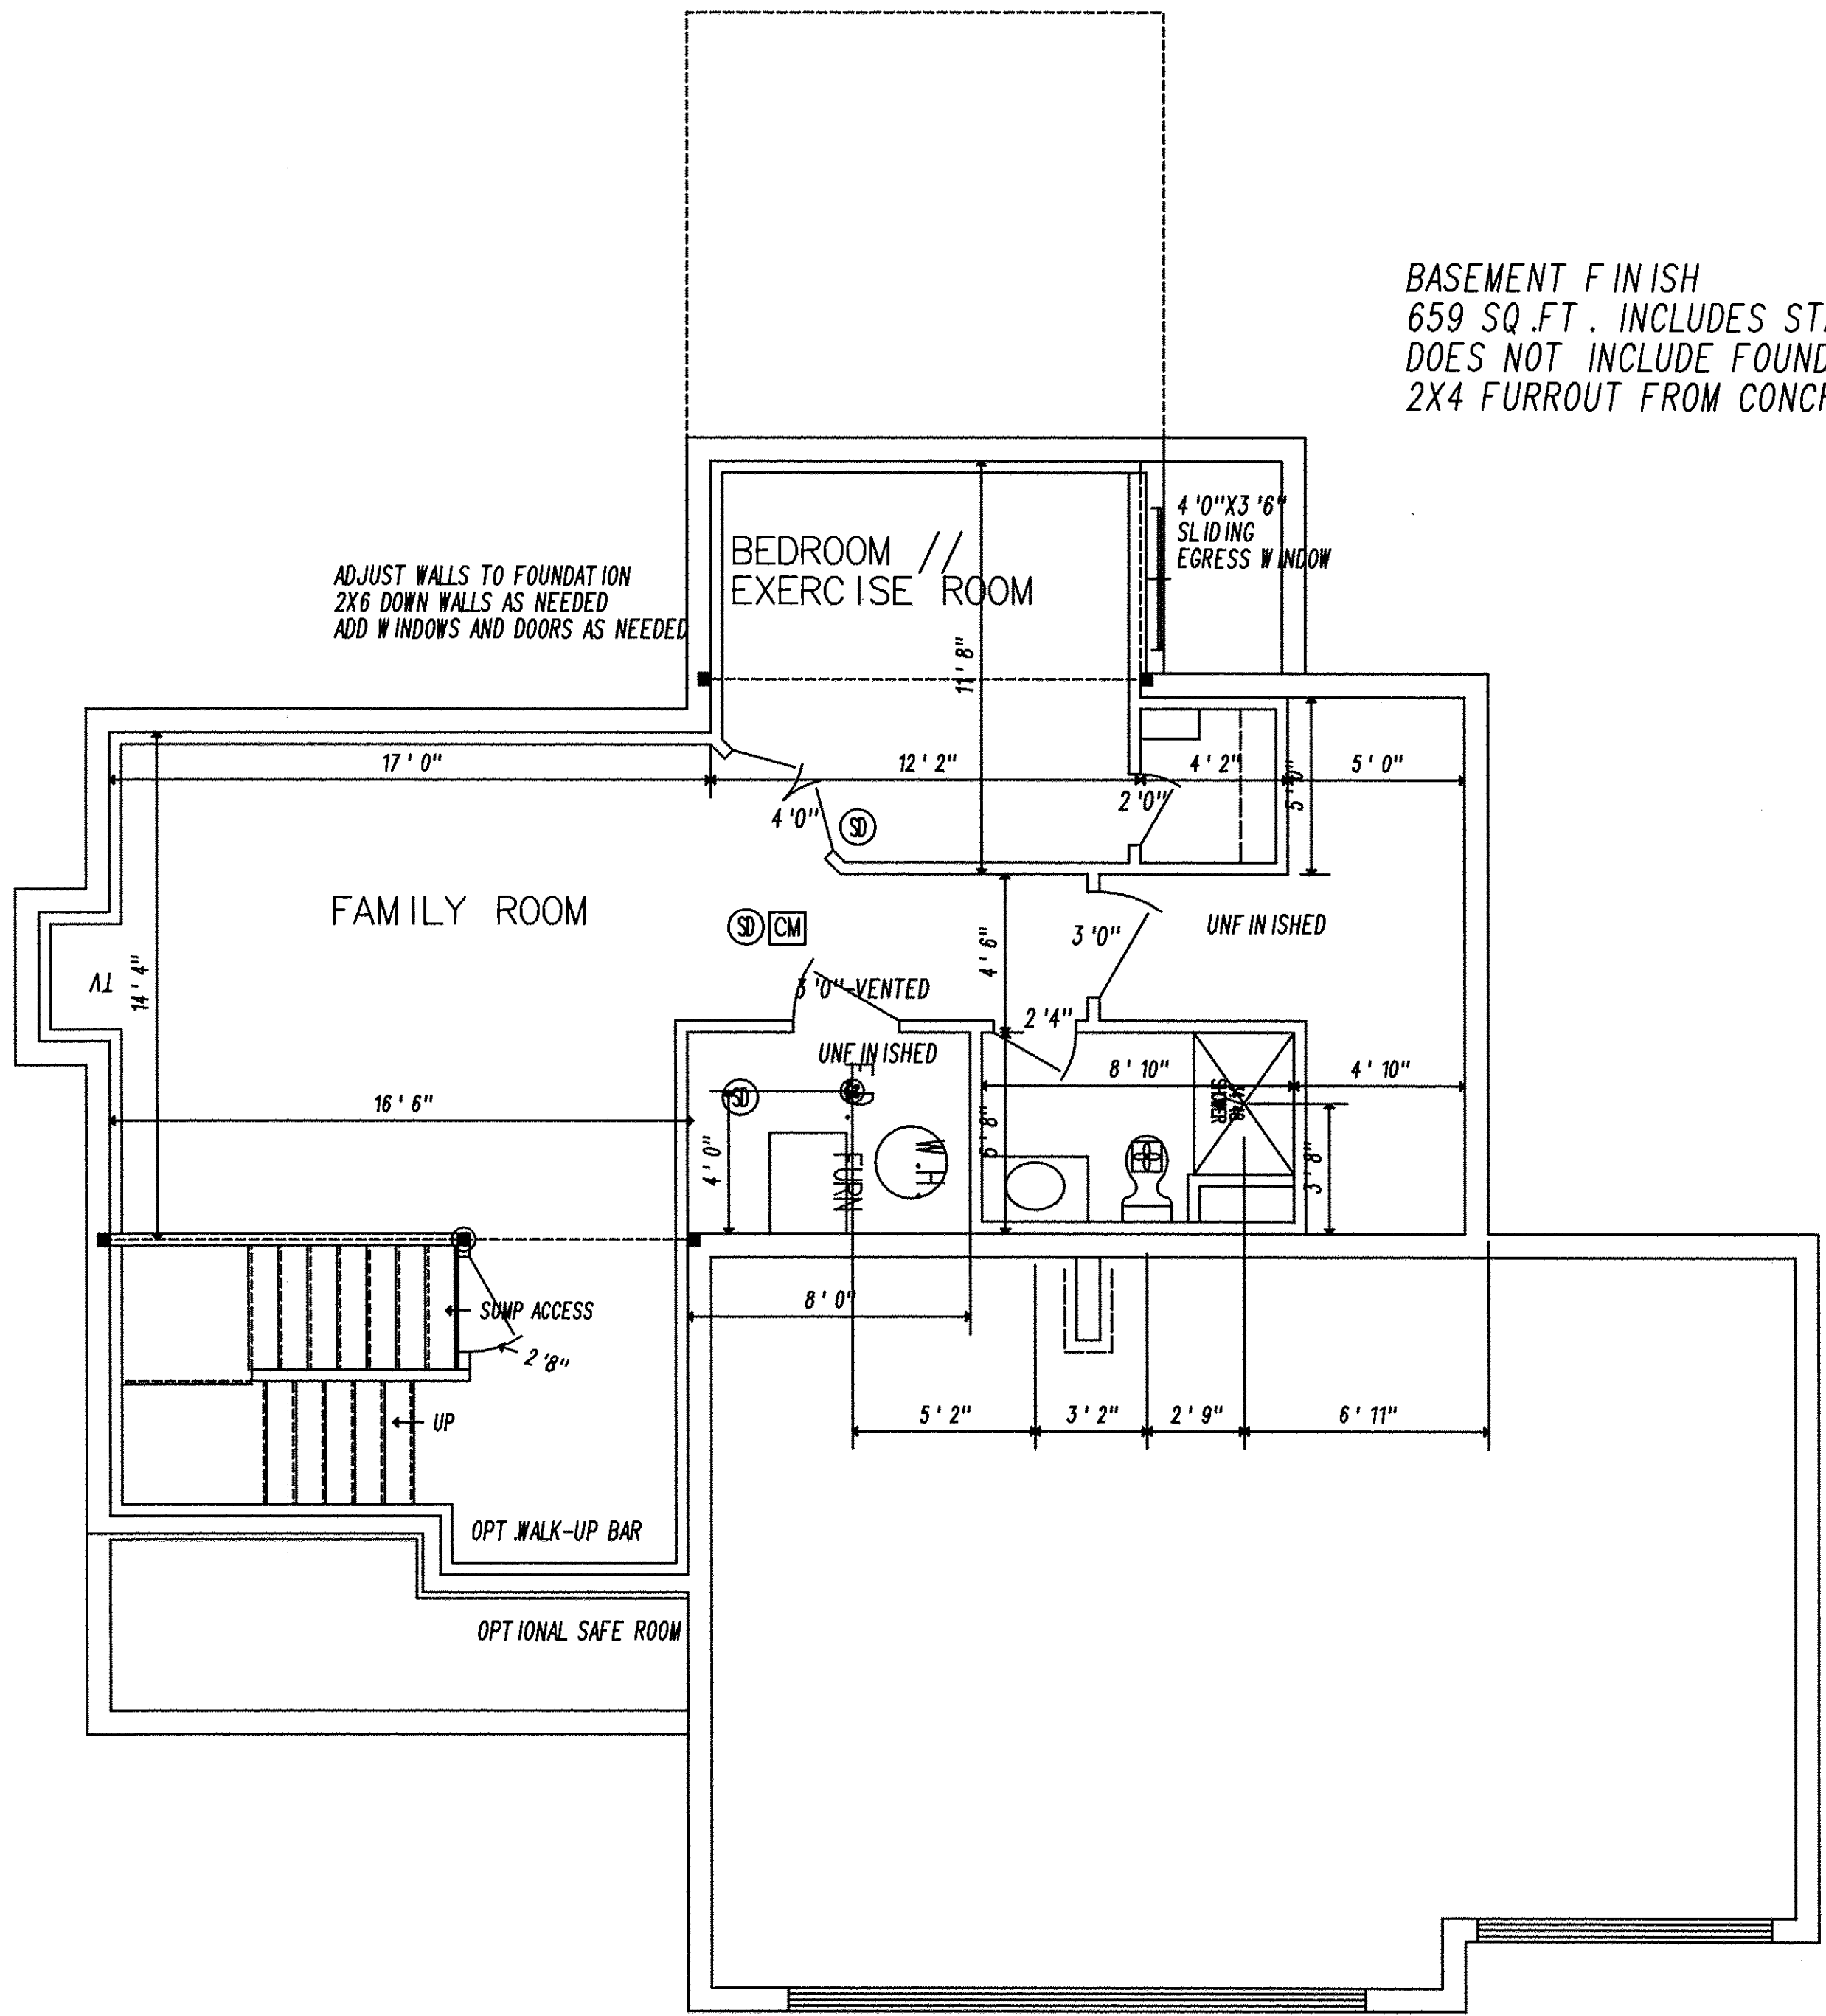 BASEMENT FINISH
659 SQ.FT. INCLUDES
DOES NOT INCLUDE
2X4 FURROUT FROM
4'0"X3'6"
SLIDING
EGRESS WINDOW
BEDROOM //
EXERCISE ROOM
ADJUST WALLS TO FOUNDATION
2X6 DOWN WALLS AS NEEDED
ADD WINDOWS AND DOORS AS NEEDED
11'8"
17'0"
12'2"
4'2"
5'0"
2'0"
5'0"
4'0"
SD
FAMILY ROOM
SD
CM
3'0"
UNFINISHED
4'6"
TV
14'4"
3'0"-VENTED
2'4"
UNFINISHED
8'10"
4'10"
SD
16'6"
SHOWER
4'0"
FURN
W.H.
3'8"
SUMP ACCESS
8'0"
2'8"
5'2"
3'2"
2'9"
6'11"
UP
OPT.WALK-UP BAR
OPTIONAL SAFE ROOM